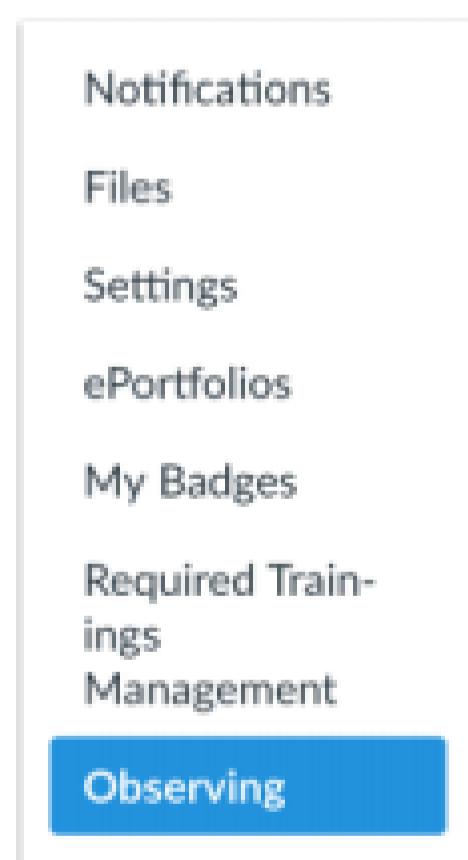 Notifications
Files
Settings
ePortfolios
My Badges
Required Train-
ings
Management
Observing